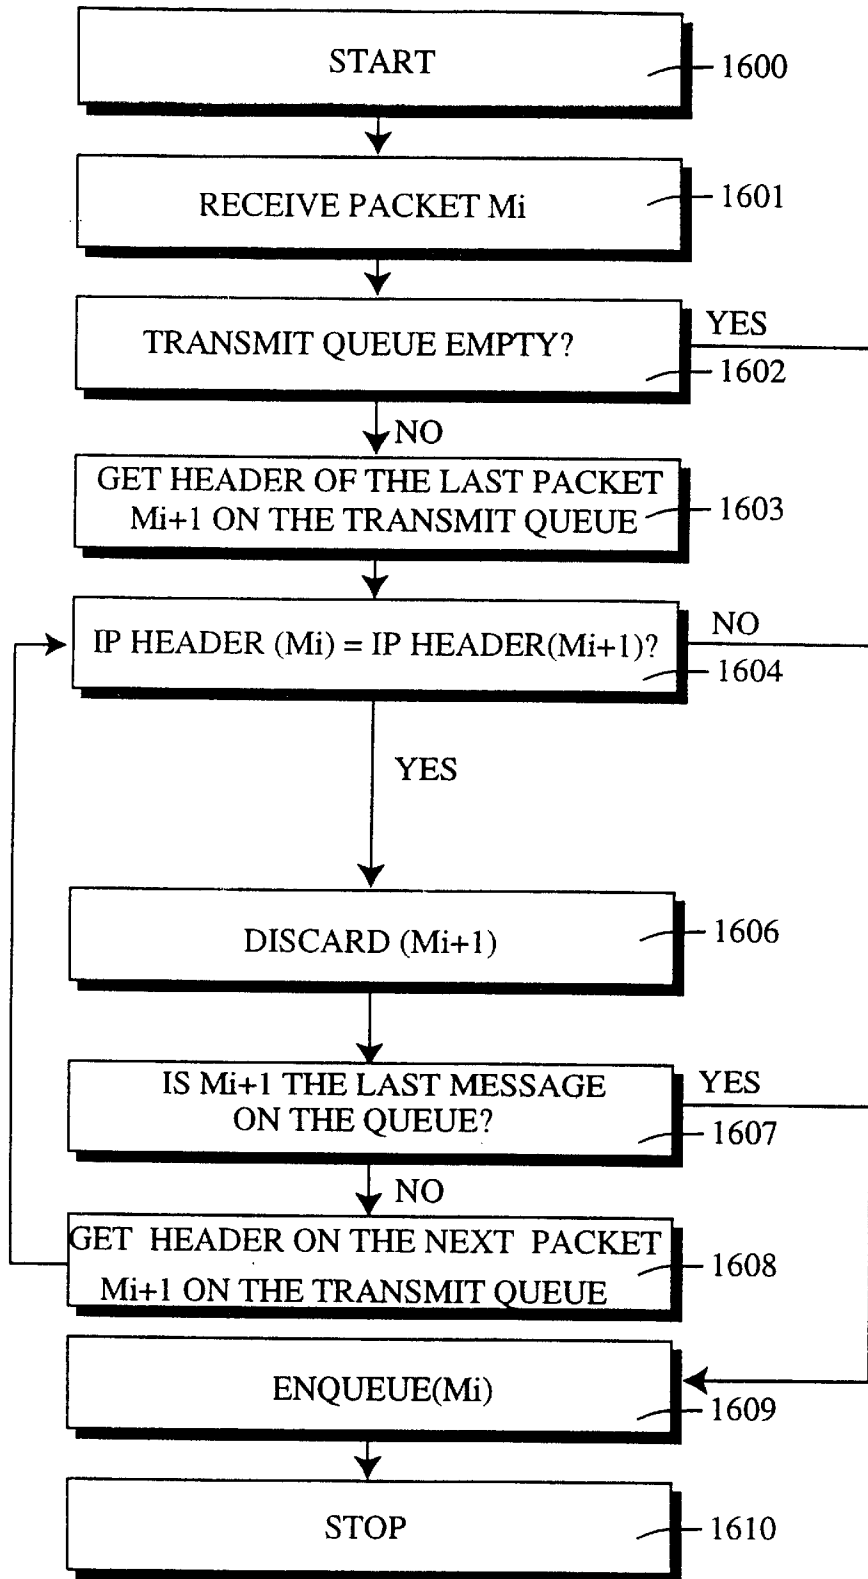 START
1600
RECEIVE PACKET Mi
1601
TRANSMIT QUEUE EMPTY?
YES
1602
NO
GET HEADER OF THE LAST PACKET
Mi+1 ON THE TRANSMIT QUEUE
1603
IP HEADER (Mi) = IP HEADER(Mi+1)?
NO
1604
YES
DISCARD (Mi+1)
1606
IS Mi+1 THE LAST MESSAGE
ON THE QUEUE?
YES
1607
NO
GET HEADER ON THE NEXT PACKET
Mi+1 ON THE TRANSMIT QUEUE
1608
ENQUEUE(Mi)
1609
STOP
1610